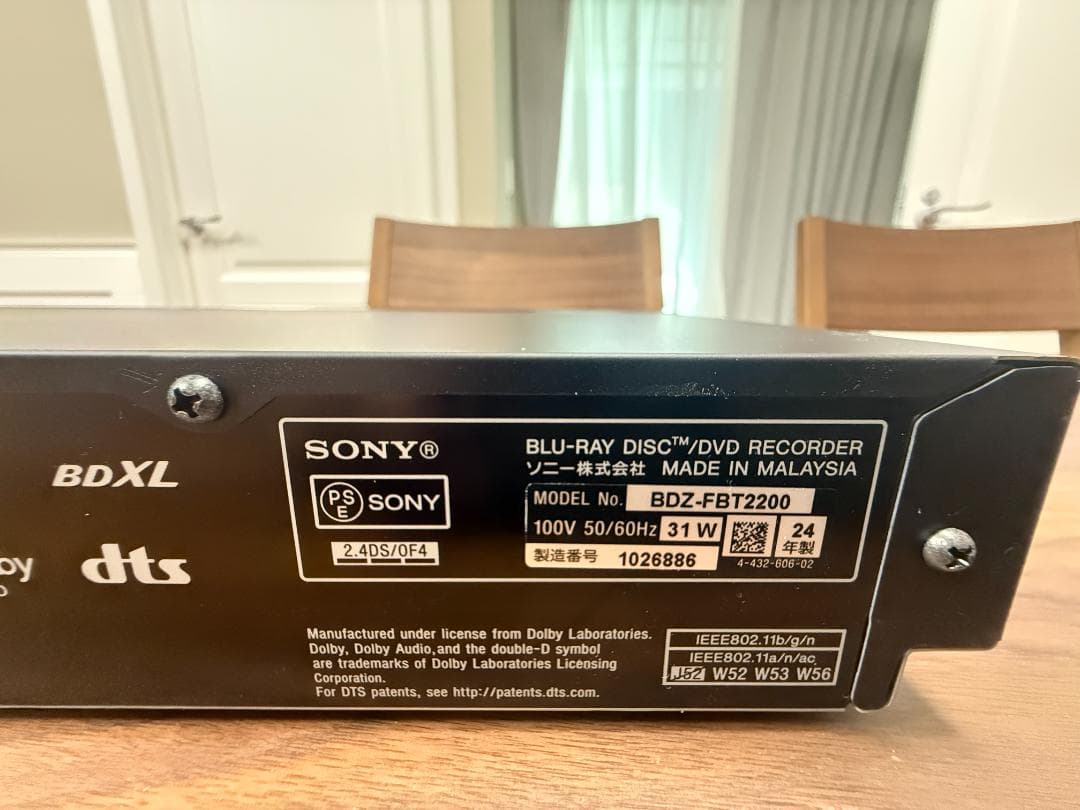 BDXL
dts
SONY®
BLU-RAY DISC™/DVD RECORDER
ソニー株式会社 MADE IN MALAYSIA
PS E SONY
MODEL No. BDZ-FBT2200
100V 50/60Hz 31 W
24年製
2.4DS/OF4
製造番号 1026886
4-432-606-02
Manufactured under license from Dolby Laboratories.
Dolby, Dolby Audio, and the double-D symbol
are trademarks of Dolby Laboratories Licensing
Corporation.
For DTS patents, see http://patents.dts.com.
IEEE802.11b/g/n
IEEE802.11a/n/ac
J52 W52 W53 W56